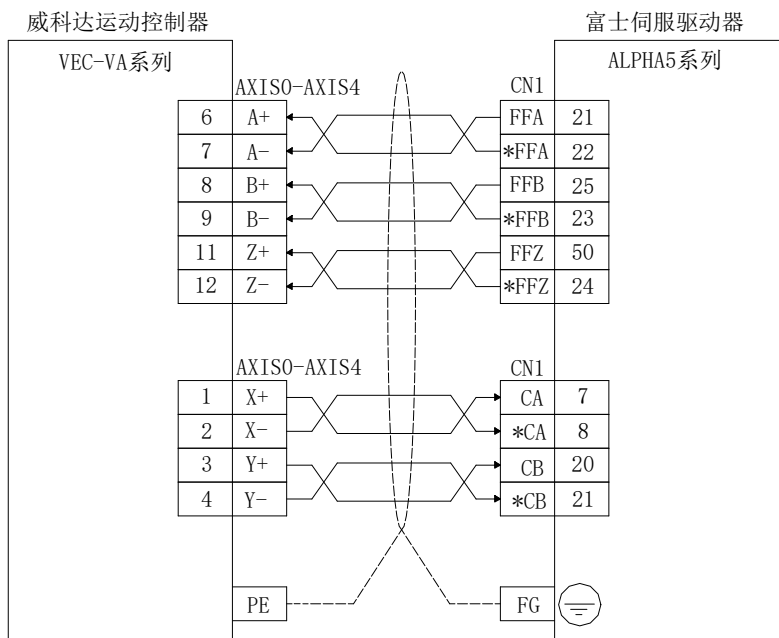 威科达运动控制器 富士伺服驱动器
VEC-VA系列 ALPHA5系列
AXIS0-AXIS4 CN1
6 A+ FFA 21
7 A- *FFA 22
8 B+ FFB 25
9 B- *FFB 23
11 Z+ FFZ 50
12 Z- *FFZ 24
AXIS0-AXIS4 CN1
1 X+ CA 7
2 X- *CA 8
3 Y+ CB 20
4 Y- *CB 21
PE FG